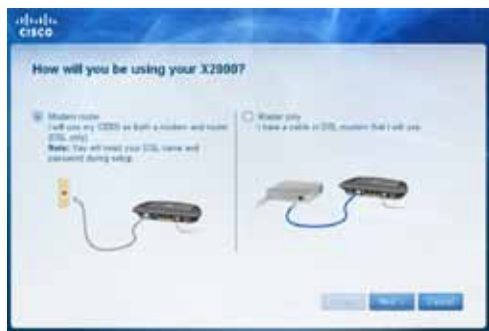 CISCO
How will you be using your X2000?
Modem router
I will use my X2000 as both a modem and router
(DSL only)
Note: You will need your DSL name and
password during setup.
Router only
I have a cable or DSL modem that I will use.
Next
Cancel